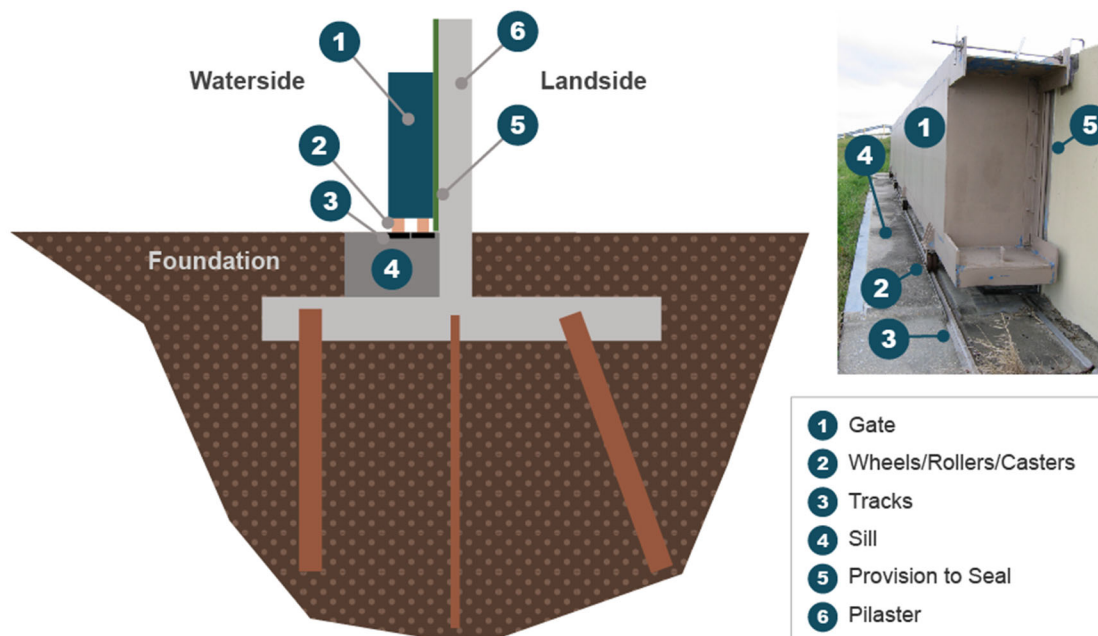 6
1
Waterside
Landside
5
2
3
Foundation
4
1
5
4
2
3
1 Gate
2 Wheels/Rollers/Casters
3 Tracks
4 Sill
5 Provision to Seal
6 Pilaster